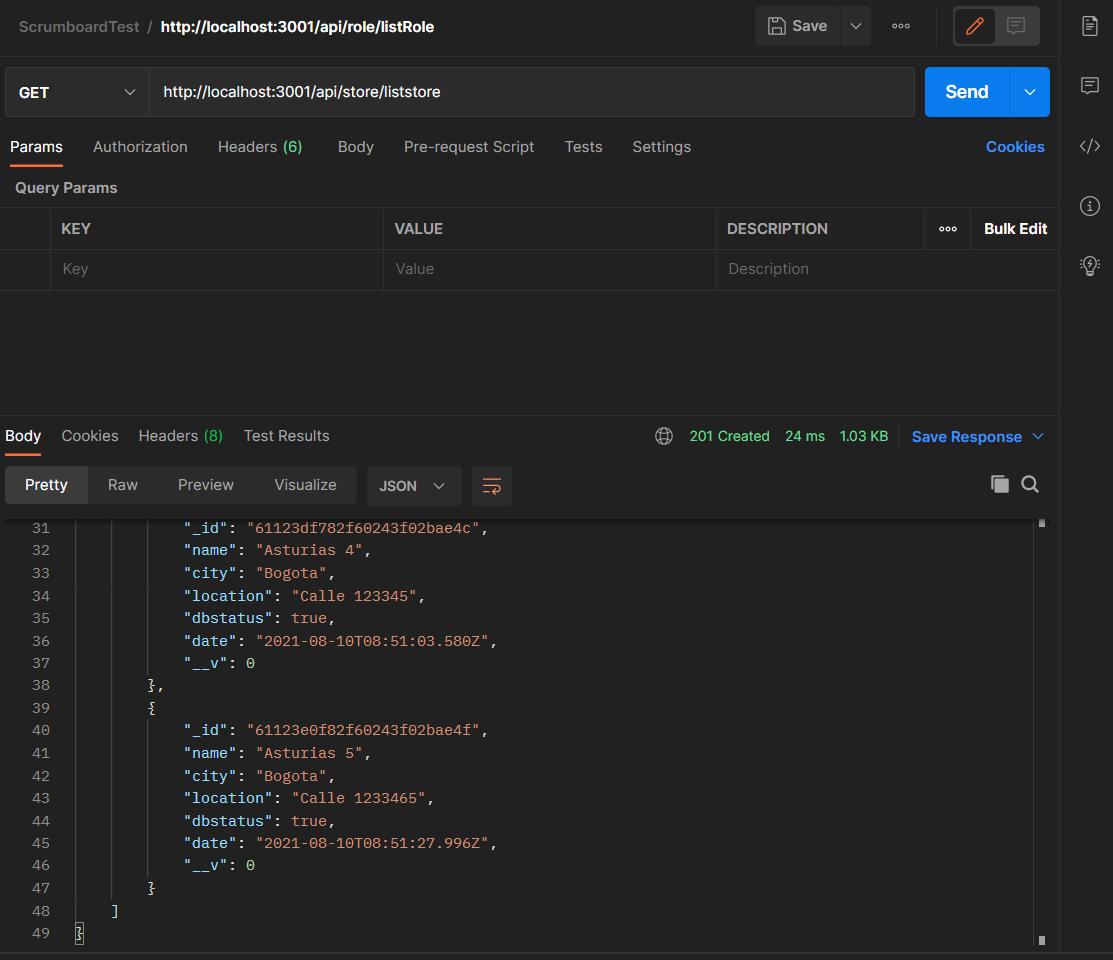 ScrumboardTest / http://localhost:3001/api/role/listRole Save
GET http://localhost:3001/api/store/liststore Send
Params Authorization Headers (6) Body Pre-request Script Tests Settings Cookies
Query Params
KEY VALUE DESCRIPTION Bulk Edit
Key Value Description
Body Cookies Headers (8) Test Results 201 Created 24 ms 1.03 KB Save Response
Pretty Raw Preview Visualize JSON
31 "_id": "61123df782f60243f02bae4c",
32 "name": "Asturias 4",
33 "city": "Bogota",
34 "location": "Calle 123345",
35 "dbstatus": true,
36 "date": "2021-08-10T08:51:03.580Z",
37 "__v": 0
38 },
39 {
40 "_id": "61123e0f82f60243f02bae4f",
41 "name": "Asturias 5",
42 "city": "Bogota",
43 "location": "Calle 1233465",
44 "dbstatus": true,
45 "date": "2021-08-10T08:51:27.996Z",
46 "__v": 0
47 }
48 ]
49 }